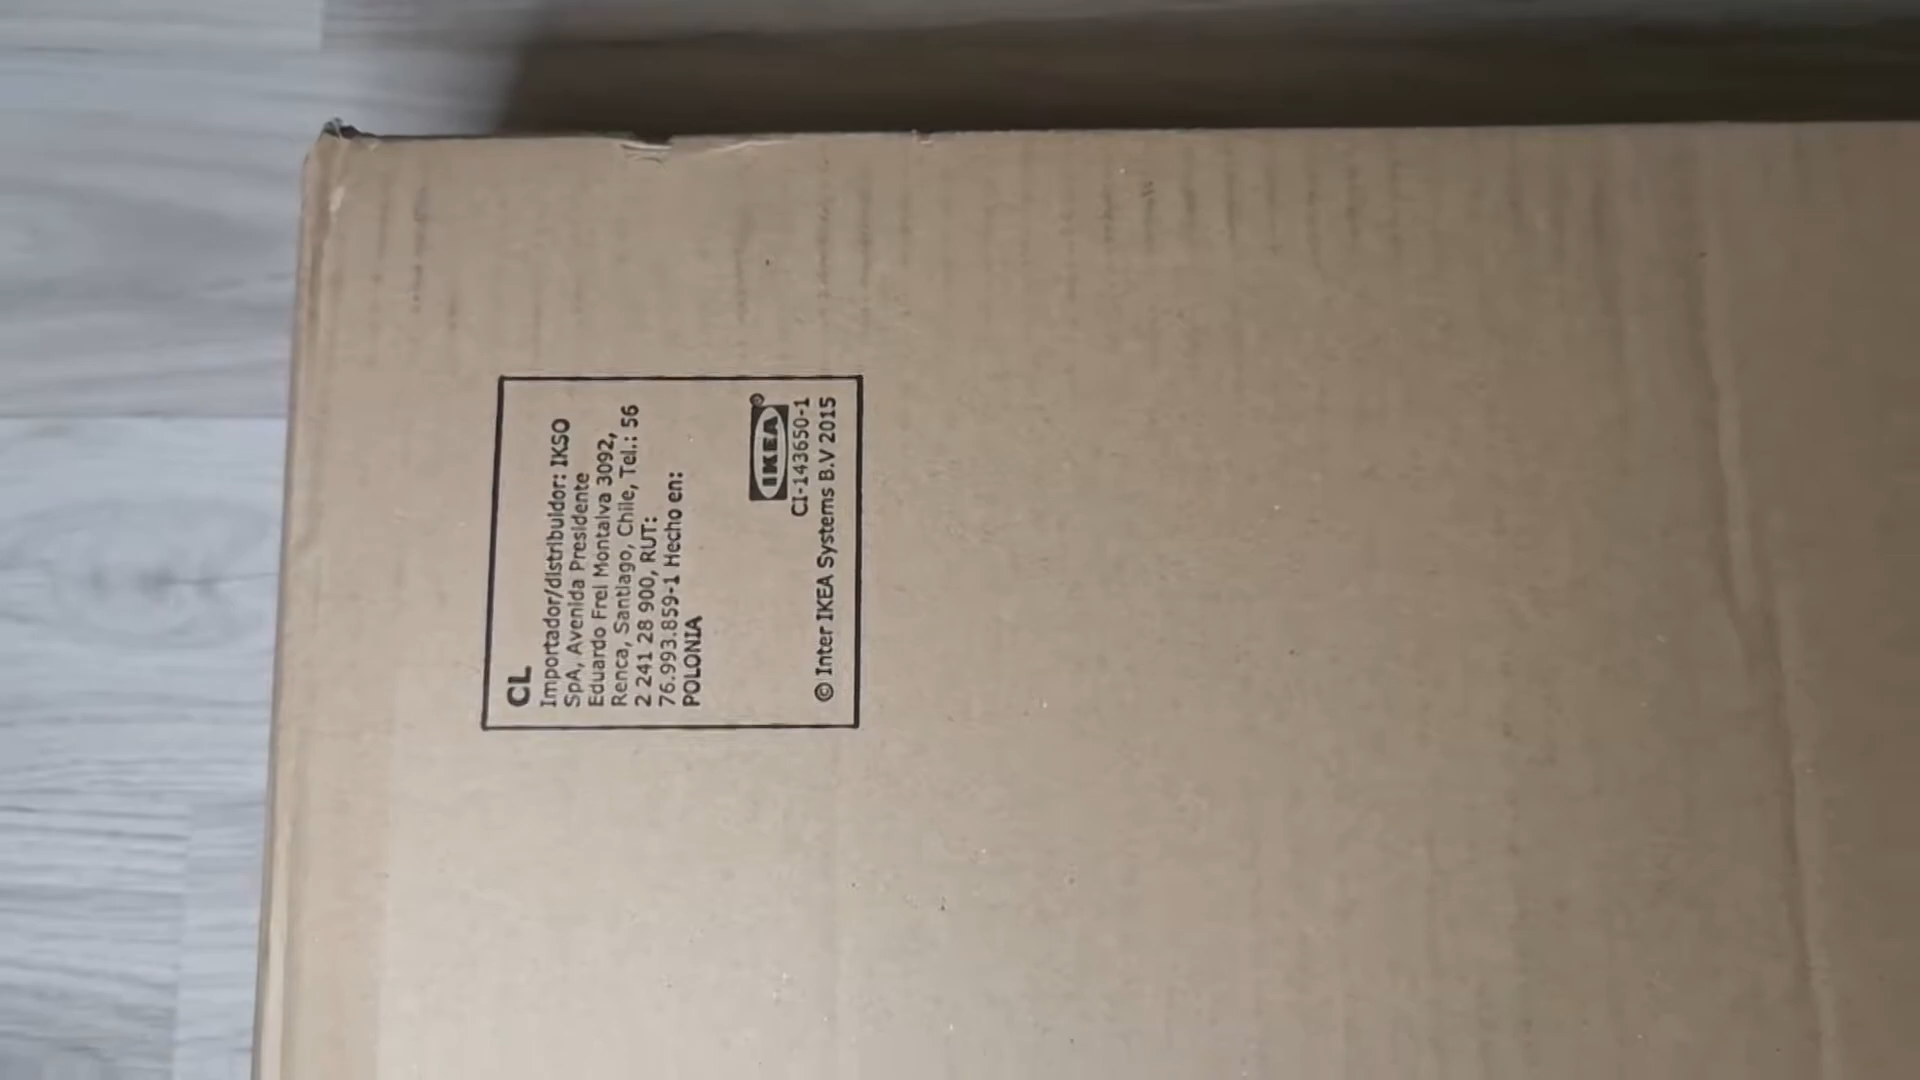 CL
Importador/distribuidor: IKSO
SpA, Avenida Presidente
Eduardo Frei Montalva 3092,
Renca, Santiago, Chile, Tel.: 56
2 241 28 900, RUT:
76.993.859-1 Hecho en:
POLONIA
IKEA®
CI-143650-1
© Inter IKEA Systems B.V 2015